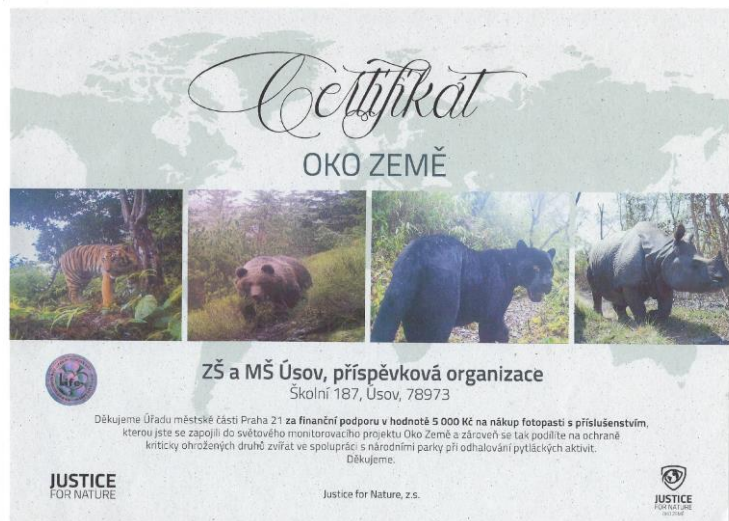 Certifikát
OKO ZEMĚ
Life
ZŠ a MŠ Úsov, příspěvková organizace
Školní 187, Úsov, 78973
Děkujeme Úřadu městské části Praha 21 za finanční podporu v hodnotě 5 000 Kč na nákup fotopasti s příslušenstvím,
kterou jste se zapojili do světového monitorovacího projektu Oko Země a zároveň se tak podílíte na ochraně
kriticky ohrožených druhů zvířat ve spolupráci s národními parky při odhalování pytláckých aktivit.
Děkujeme.
JUSTICE
FOR NATURE
Justice for Nature, z.s.
JUSTICE
FOR NATURE
OKO ZEMĚ